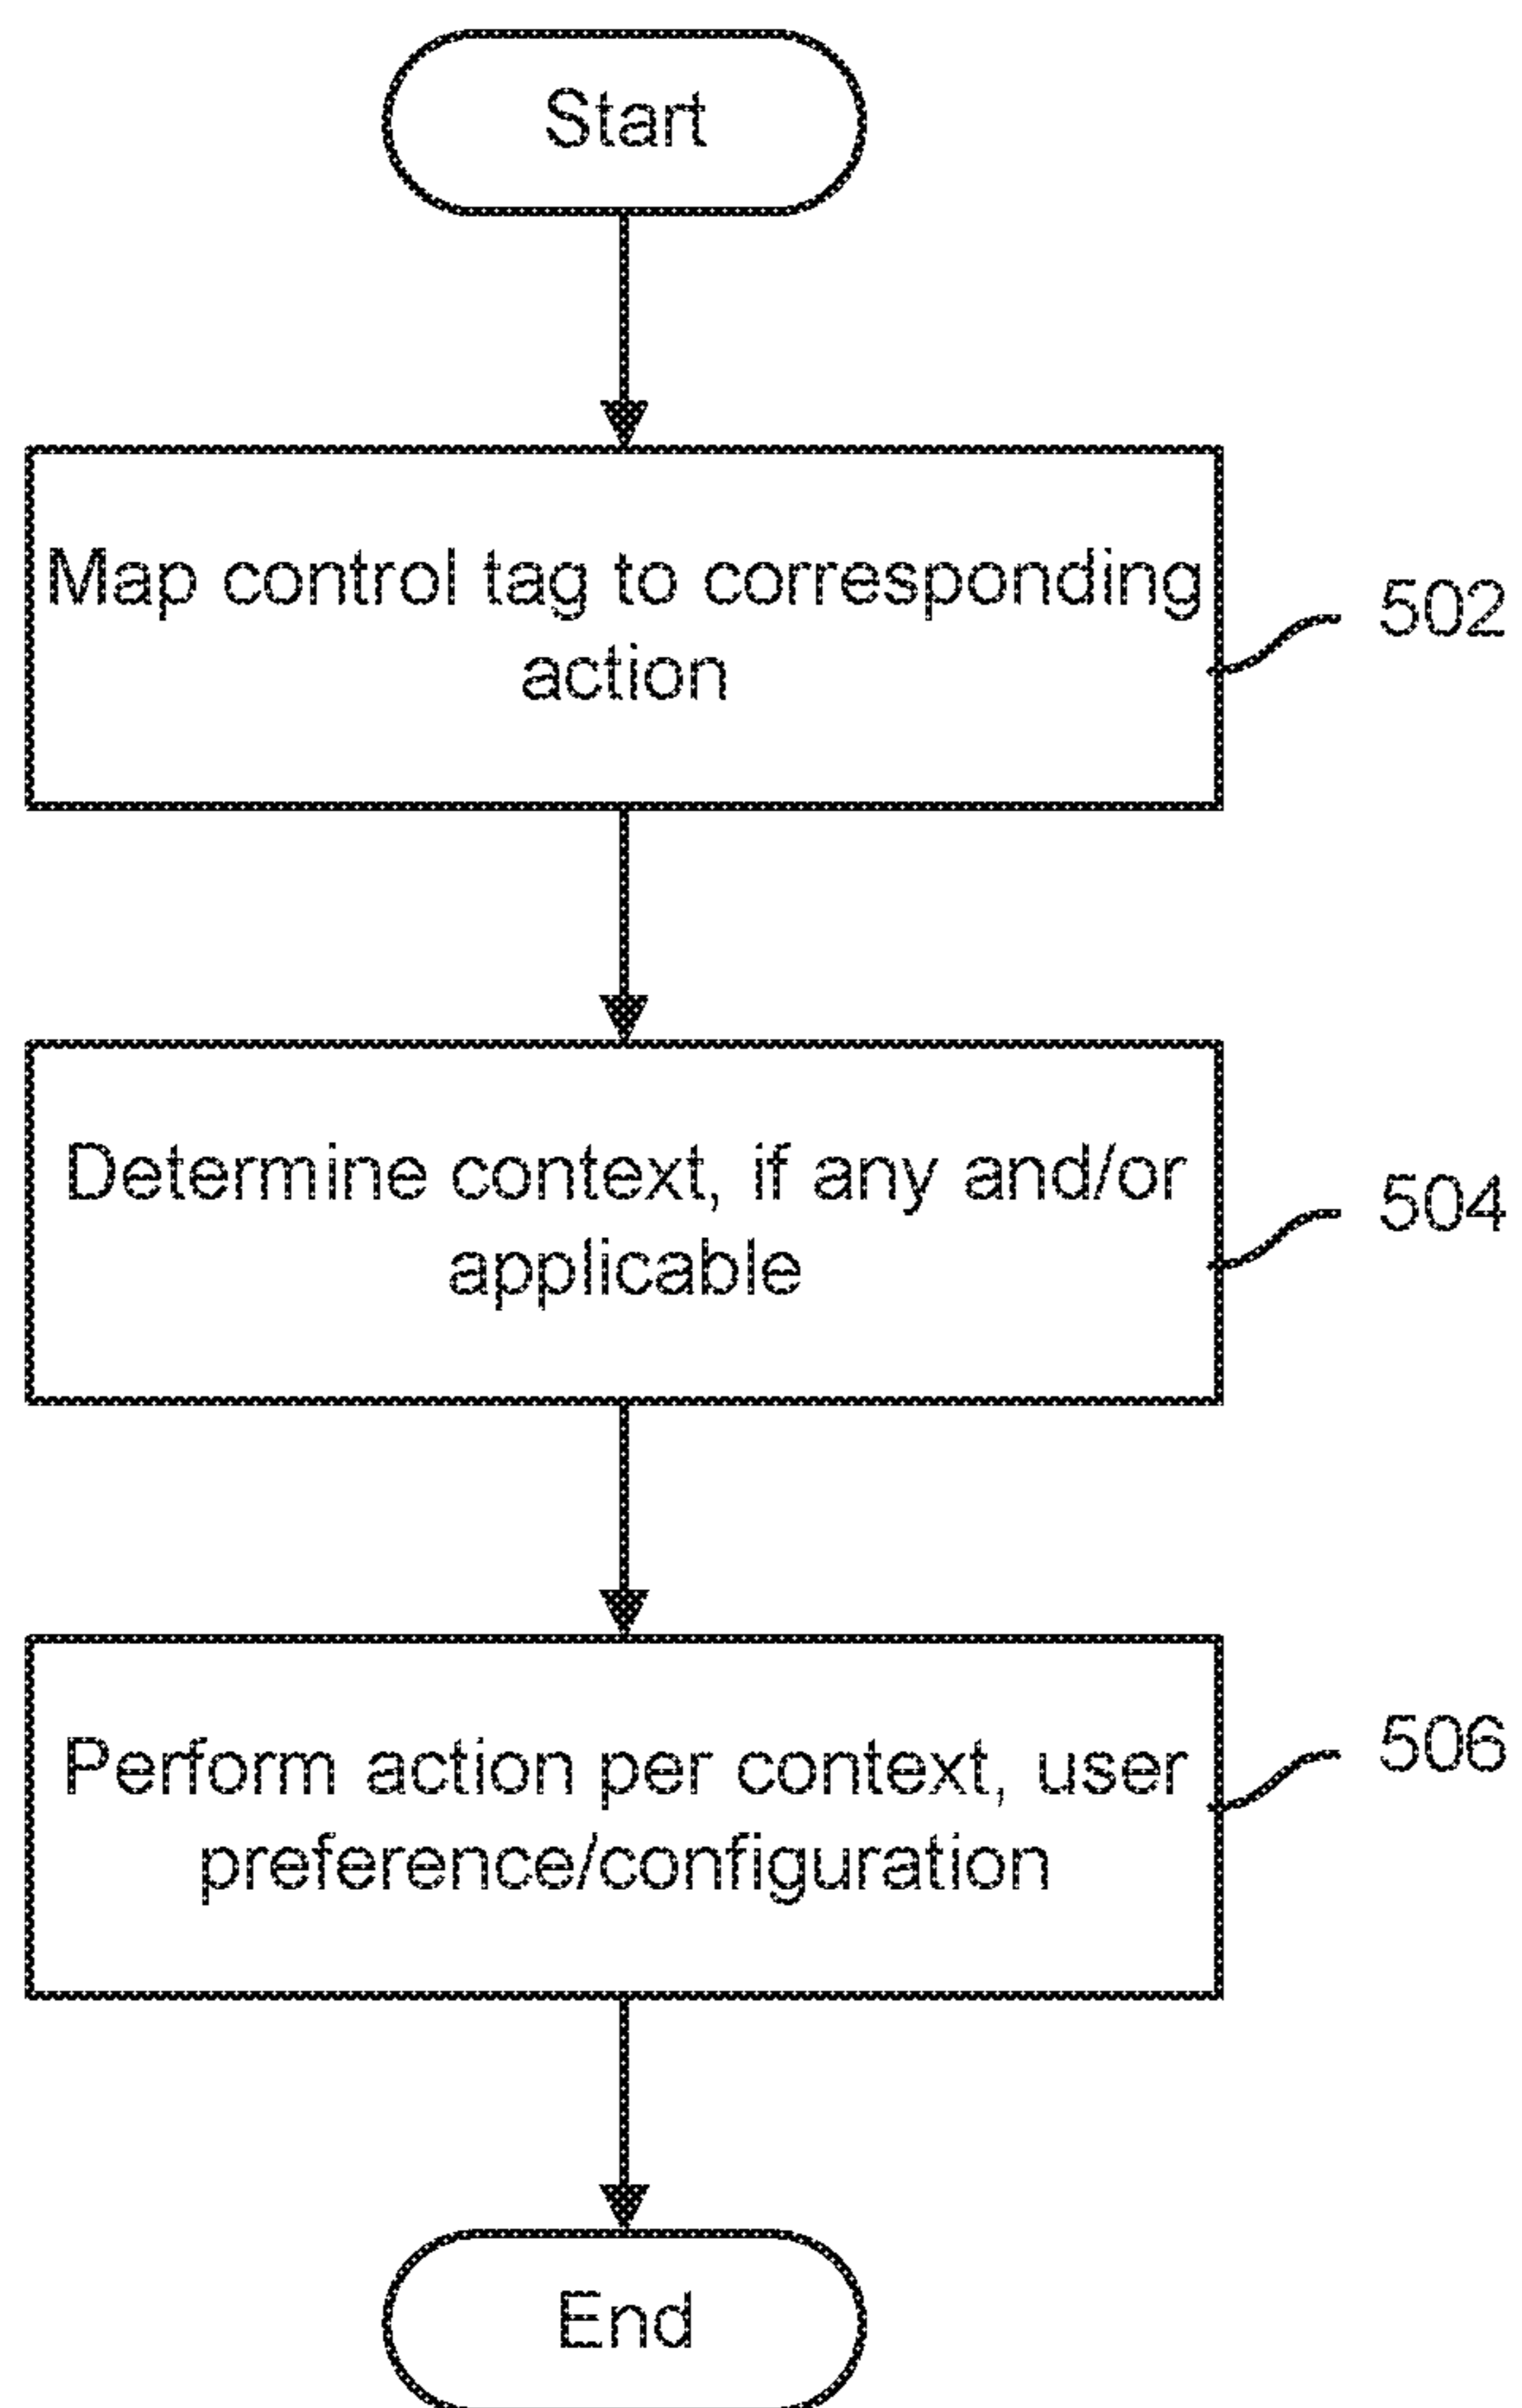 Start
Map control tag to corresponding
action
502
Determine context, if any and/or
applicable
504
Perform action per context, user
preference/configuration
506
End